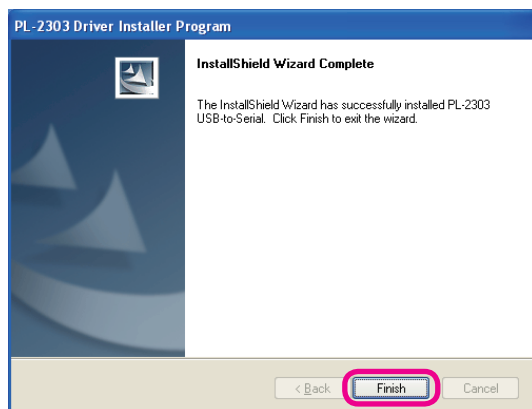 PL-2303 Driver Installer Program
InstallShield Wizard Complete
The InstallShield Wizard has successfully installed PL-2303
USB-to-Serial. Click Finish to exit the wizard.
< Back Finish Cancel